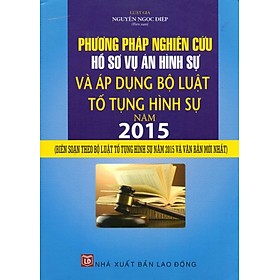 LUẬT GIA
NGUYỄN NGỌC ĐIỆP
(Biên soạn)
PHƯƠNG PHÁP NGHIÊN CỨU
HỒ SƠ VỤ ÁN HÌNH SỰ
VÀ ÁP DỤNG BỘ LUẬT
TỐ TỤNG HÌNH SỰ
NĂM
2015
(BIÊN SOẠN THEO BỘ LUẬT TỐ TỤNG HÌNH SỰ NĂM 2015 VÀ VĂN BẢN MỚI NHẤT)
NHÀ XUẤT BẢN LAO ĐỘNG